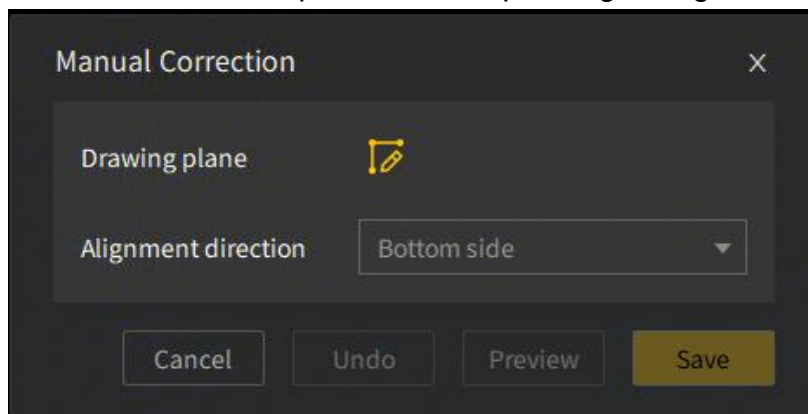 Manual Correction X
Drawing plane
Alignment direction Bottom side
Cancel Undo Preview Save